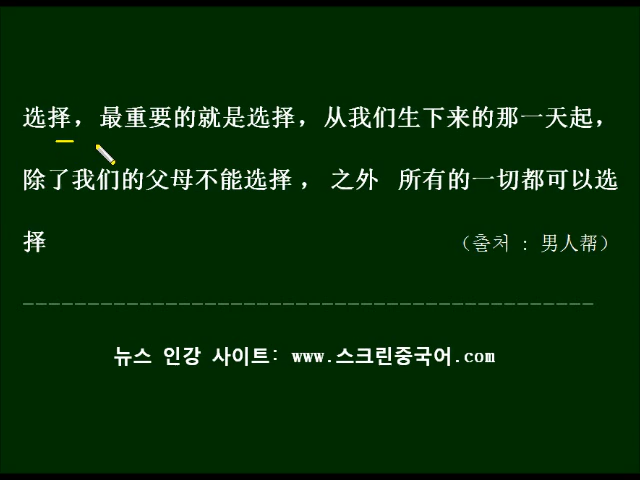 选择，最重要的就是选择，从我们生下来的那一天起，
除了我们的父母不能选择， 之外 所有的一切都可以选
择 （출처 : 男人帮）
뉴스 인강 사이트: www.스크린중국어.com